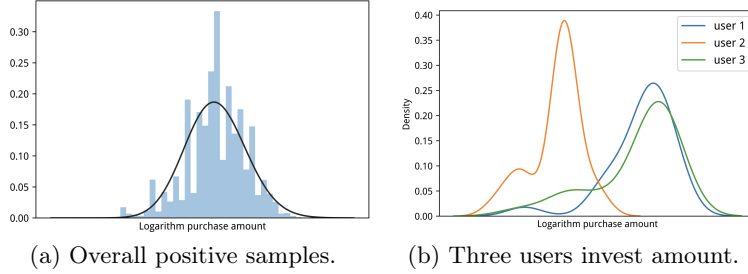 0.30
0.25
0.20
0.15
0.10
0.05
0.00
Logarithm purchase amount
(a) Overall positive samples.
0.40
0.35
0.30
0.25
0.20
0.15
0.10
0.05
0.00
Density
user 1
user 2
user 3
Logarithm purchase amount
(b) Three users invest amount.